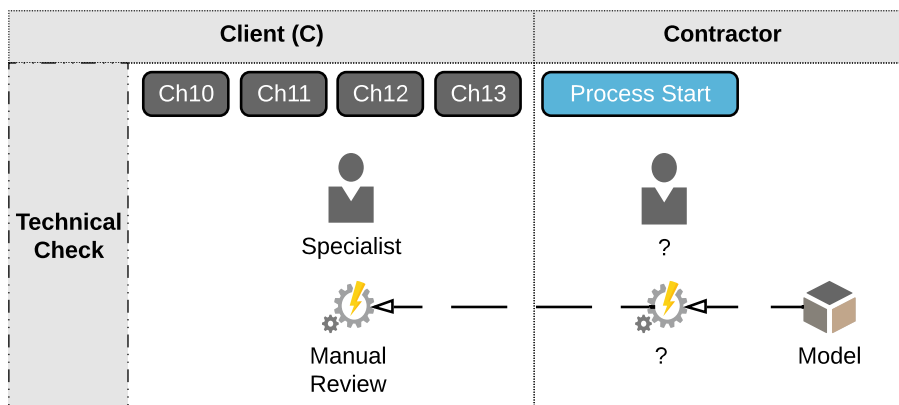 Client (C)
Contractor
Ch10
Ch11
Ch12
Ch13
Process Start
Technical
Check
Specialist
?
Manual
Review
?
Model